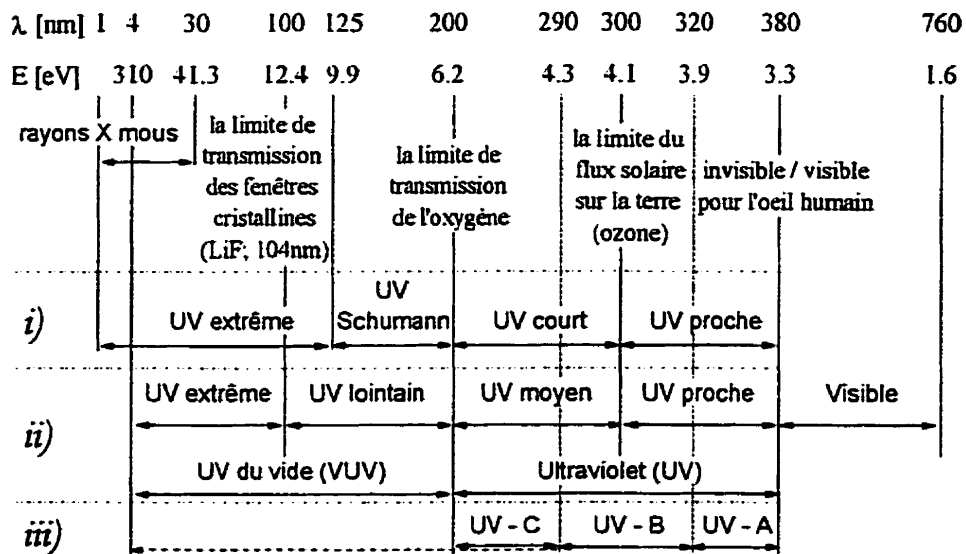 λ [nm] 1 4 30 100 125 200 290 300 320 380 760
E [eV] 310 41.3 12.4 9.9 6.2 4.3 4.1 3.9 3.3 1.6
rayons X mous
la limite de
transmission
des fenêtres
cristallines
(LiF; 104nm)
la limite de
transmission
de l'oxygéne
la limite du
flux solaire
sur la terre
(ozone)
invisible / visible
pour l'oeil humain
i) UV extrême
UV
Schumann
UV court
UV proche
ii) UV extrême UV lointain UV moyen UV proche Visible
UV du vide (VUV) Ultraviolet (UV)
iii) UV - C UV - B UV - A